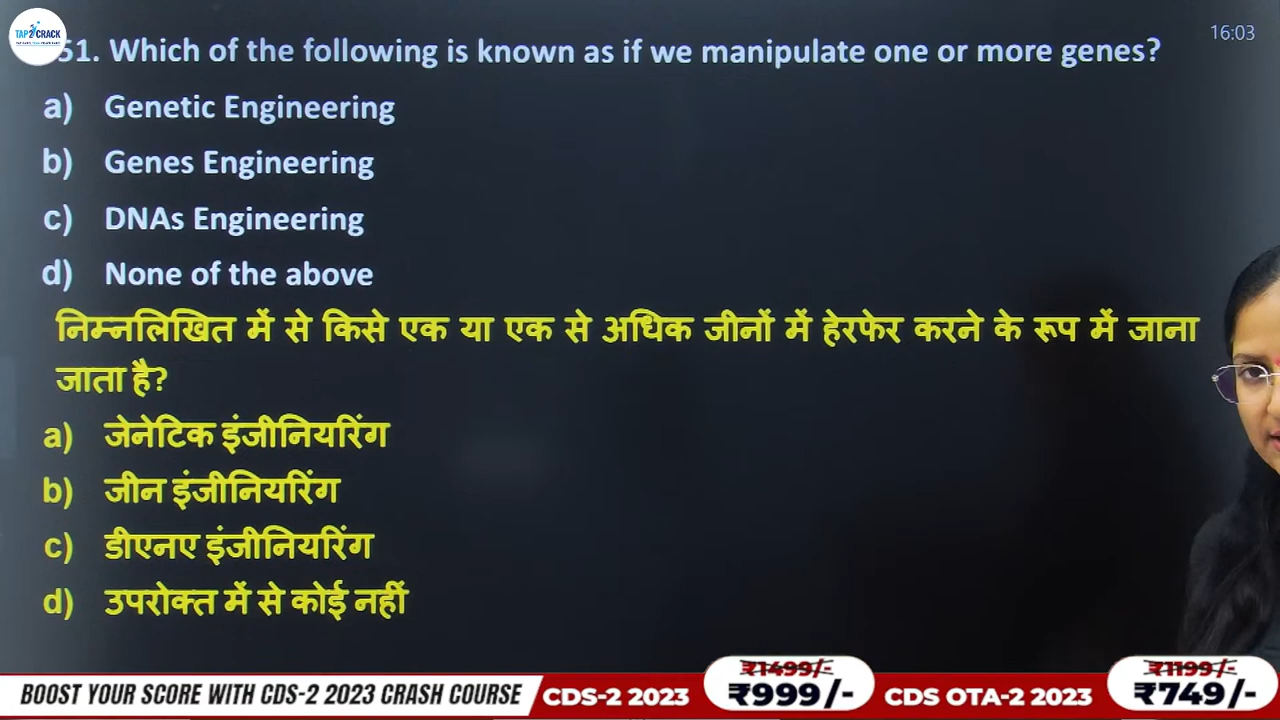 TAP2CRACK
16:03
51. Which of the following is known as if we manipulate one or more genes?
a) Genetic Engineering
b) Genes Engineering
c) DNAs Engineering
d) None of the above
निम्नलिखित में से किसे एक या एक से अधिक जीनों में हेरफेर करने के रूप में जाना
जाता है?
a) जेनेटिक इंजीनियरिंग
b) जीन इंजीनियरिंग
c) डीएनए इंजीनियरिंग
d) उपरोक्त में से कोई नहीं
BOOST YOUR SCORE WITH CDS-2 2023 CRASH COURSE
CDS-2 2023
₹1499/-
₹999/-
CDS OTA-2 2023
₹1199/-
₹749/-